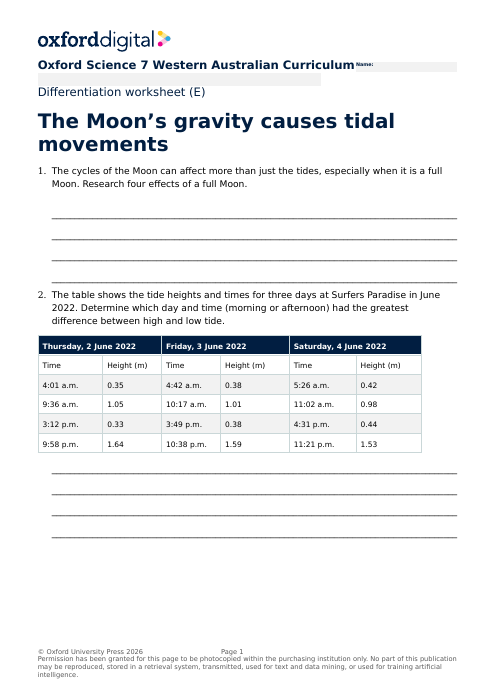 oxforddigital
Oxford Science 7 Western Australian Curriculum Name:
Differentiation worksheet (E)
The Moon’s gravity causes tidal
movements
1. The cycles of the Moon can affect more than just the tides, especially when it is a full
Moon. Research four effects of a full Moon.
2. The table shows the tide heights and times for three days at Surfers Paradise in June
2022. Determine which day and time (morning or afternoon) had the greatest
difference between high and low tide.
Thursday, 2 June 2022 Friday, 3 June 2022 Saturday, 4 June 2022
Time Height (m) Time Height (m) Time Height (m)
4:01 a.m. 0.35 4:42 a.m. 0.38 5:26 a.m. 0.42
9:36 a.m. 1.05 10:17 a.m. 1.01 11:02 a.m. 0.98
3:12 p.m. 0.33 3:49 p.m. 0.38 4:31 p.m. 0.44
9:58 p.m. 1.64 10:38 p.m. 1.59 11:21 p.m. 1.53
© Oxford University Press 2026 Page 1
Permission has been granted for this page to be photocopied within the purchasing institution only. No part of this publication
may be reproduced, stored in a retrieval system, transmitted, used for text and data mining, or used for training artificial
intelligence.